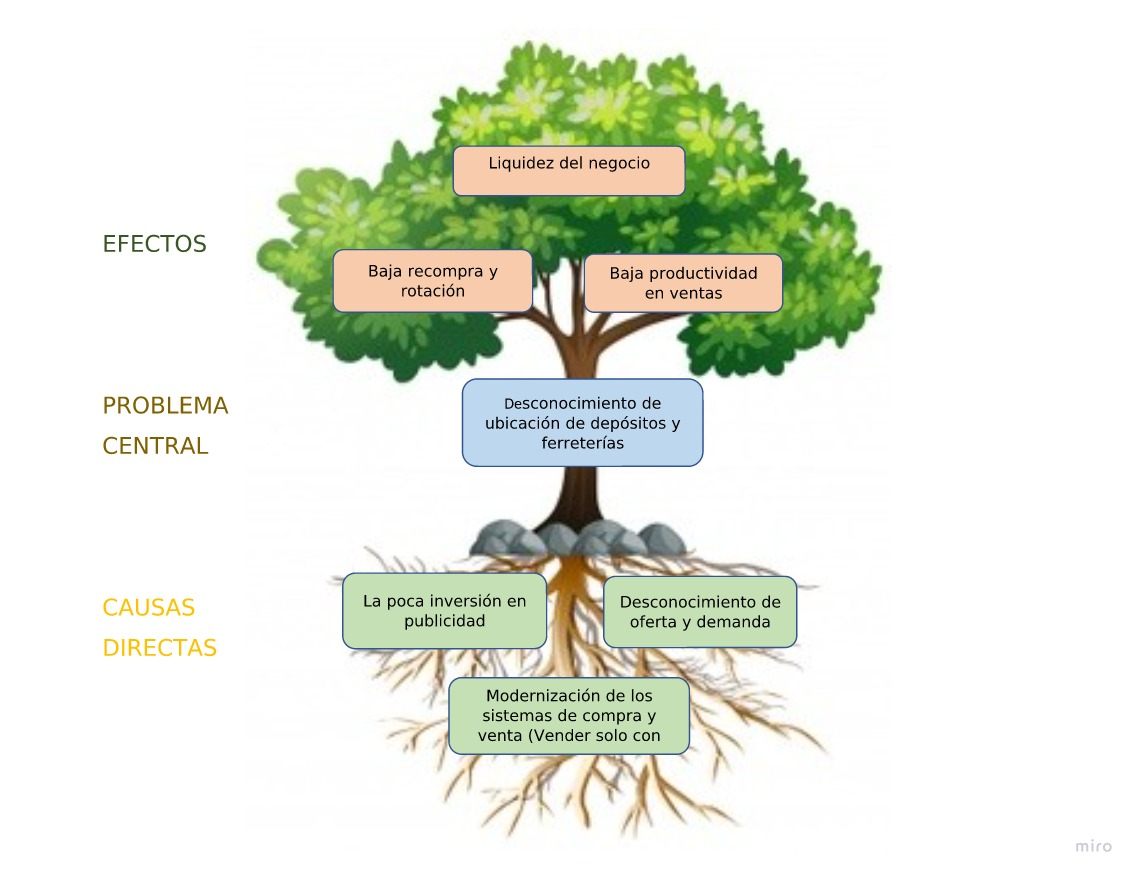 Liquidez del negocio
EFECTOS
Baja recompra y
rotación
Baja productividad
en ventas
PROBLEMA
CENTRAL
Desconocimiento de
ubicación de depósitos y
ferreterías
CAUSAS
DIRECTAS
La poca inversión en
publicidad
Desconocimiento de
oferta y demanda
Modernización de los
sistemas de compra y
venta (Vender solo con
miro